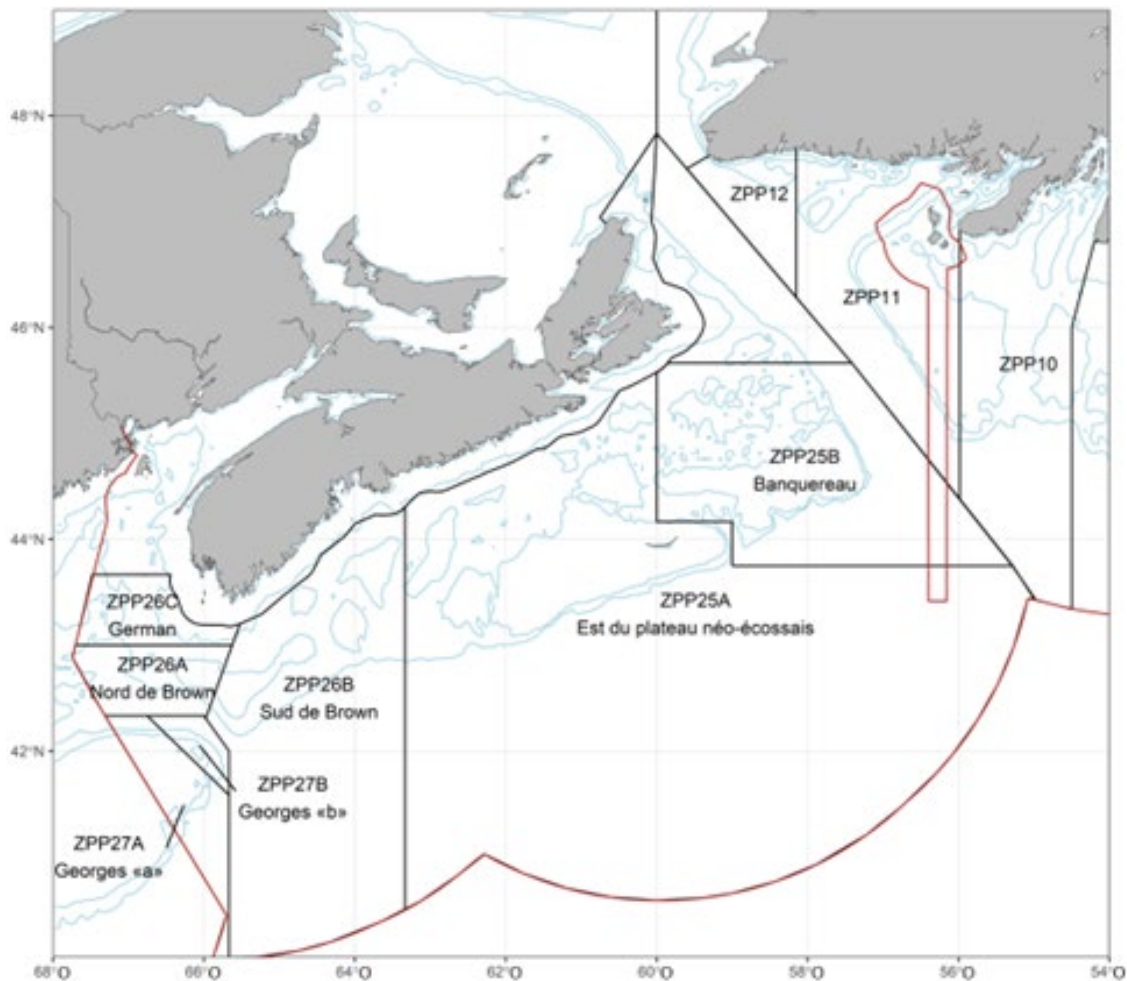 48°N
ZPP12
ZPP11
46°N
ZPP10
ZPP25B
Banquereau
44°N
ZPP26C
German
ZPP25A
Est du plateau néo-écossais
ZPP26A
Nord de Brown
ZPP26B
Sud de Brown
42°N
ZPP27B
Georges «b»
ZPP27A
Georges «a»
68°O
66°O
64°O
62°O
60°O
58°O
56°O
54°O